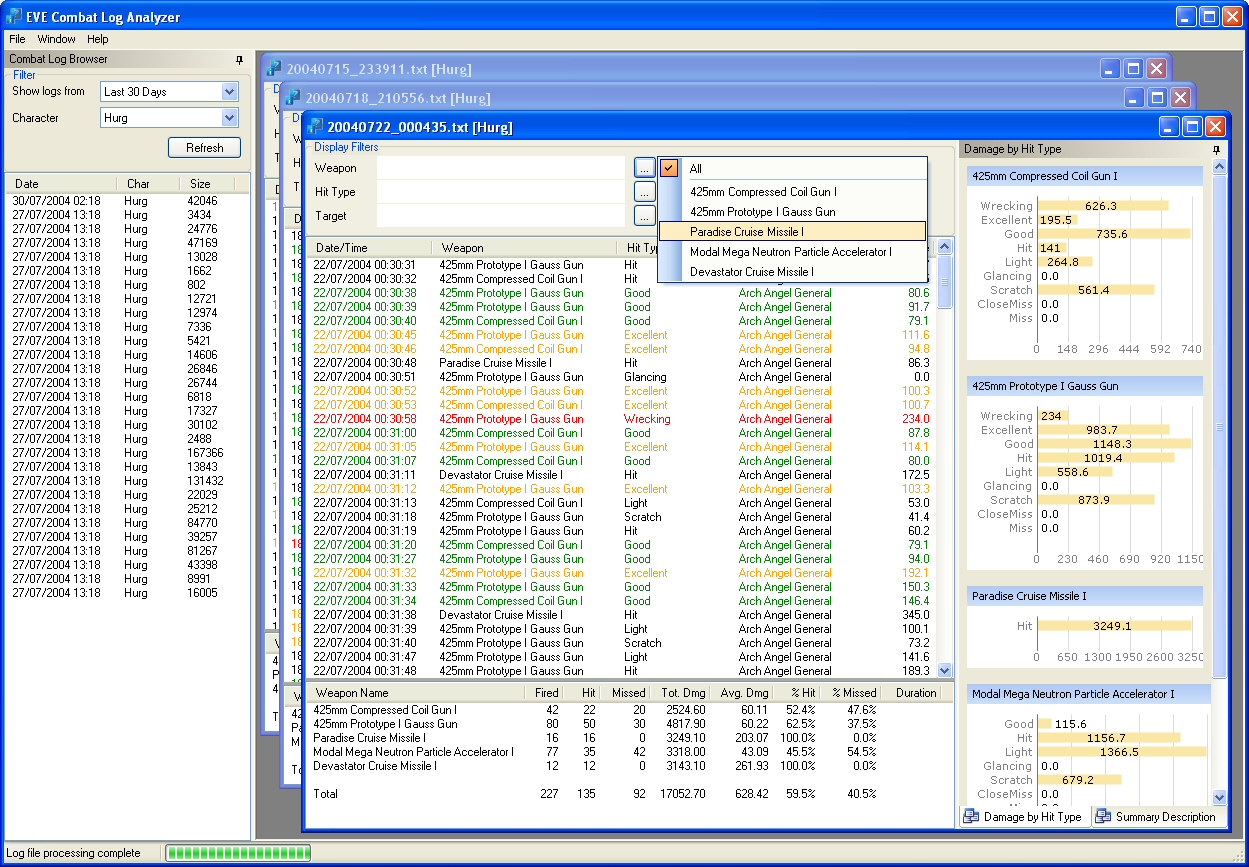 EVE Combat Log Analyzer
File Window Help
Combat Log Browser
Filter
Show logs from Last 30 Days
Character Hurg
Refresh
Date Char Size
30/07/2004 02:18 Hurg 42046
27/07/2004 13:18 Hurg 3434
27/07/2004 13:18 Hurg 24776
27/07/2004 13:18 Hurg 47169
27/07/2004 13:18 Hurg 13028
27/07/2004 13:18 Hurg 1662
27/07/2004 13:18 Hurg 802
27/07/2004 13:18 Hurg 12721
27/07/2004 13:18 Hurg 12974
27/07/2004 13:18 Hurg 7336
27/07/2004 13:18 Hurg 5421
27/07/2004 13:18 Hurg 14606
27/07/2004 13:18 Hurg 26846
27/07/2004 13:18 Hurg 26744
27/07/2004 13:18 Hurg 6818
27/07/2004 13:18 Hurg 17327
27/07/2004 13:18 Hurg 30102
27/07/2004 13:18 Hurg 2488
27/07/2004 13:18 Hurg 167366
27/07/2004 13:18 Hurg 13843
27/07/2004 13:18 Hurg 131432
27/07/2004 13:18 Hurg 22029
27/07/2004 13:18 Hurg 25212
27/07/2004 13:18 Hurg 84770
27/07/2004 13:18 Hurg 39257
27/07/2004 13:18 Hurg 81267
27/07/2004 13:18 Hurg 43398
27/07/2004 13:18 Hurg 8991
27/07/2004 13:18 Hurg 16005
20040715_233911.txt [Hurg]
20040718_210556.txt [Hurg]
20040722_000435.txt [Hurg]
Display Filters
Weapon ...
Hit Type ...
Target ...
All
425mm Compressed Coil Gun I
425mm Prototype I Gauss Gun
Paradise Cruise Missile I
Modal Mega Neutron Particle Accelerator I
Devastator Cruise Missile I
Date/Time Weapon Hit Typ
22/07/2004 00:30:31 425mm Prototype I Gauss Gun Hit
22/07/2004 00:30:32 425mm Compressed Coil Gun I Hit
22/07/2004 00:30:38 425mm Prototype I Gauss Gun Good Arch Angel General 80.6
22/07/2004 00:30:39 425mm Prototype I Gauss Gun Good Arch Angel General 91.7
22/07/2004 00:30:40 425mm Compressed Coil Gun I Good Arch Angel General 79.1
22/07/2004 00:30:45 425mm Prototype I Gauss Gun Excellent Arch Angel General 111.6
22/07/2004 00:30:46 425mm Compressed Coil Gun I Excellent Arch Angel General 94.8
22/07/2004 00:30:48 Paradise Cruise Missile I Hit Arch Angel General 86.3
22/07/2004 00:30:51 425mm Prototype I Gauss Gun Glancing Arch Angel General 0.0
22/07/2004 00:30:52 425mm Prototype I Gauss Gun Excellent Arch Angel General 100.3
22/07/2004 00:30:53 425mm Compressed Coil Gun I Excellent Arch Angel General 100.7
22/07/2004 00:30:58 425mm Prototype I Gauss Gun Wrecking Arch Angel General 234.0
22/07/2004 00:31:00 425mm Compressed Coil Gun I Good Arch Angel General 87.8
22/07/2004 00:31:05 425mm Prototype I Gauss Gun Excellent Arch Angel General 114.1
22/07/2004 00:31:07 425mm Compressed Coil Gun I Good Arch Angel General 80.0
22/07/2004 00:31:11 Devastator Cruise Missile I Hit Arch Angel General 172.5
22/07/2004 00:31:12 425mm Prototype I Gauss Gun Excellent Arch Angel General 103.3
22/07/2004 00:31:13 425mm Compressed Coil Gun I Light Arch Angel General 53.0
22/07/2004 00:31:18 425mm Prototype I Gauss Gun Scratch Arch Angel General 41.4
22/07/2004 00:31:19 425mm Prototype I Gauss Gun Hit Arch Angel General 60.2
22/07/2004 00:31:20 425mm Compressed Coil Gun I Good Arch Angel General 79.1
22/07/2004 00:31:27 425mm Prototype I Gauss Gun Good Arch Angel General 94.0
22/07/2004 00:31:32 425mm Prototype I Gauss Gun Excellent Arch Angel General 192.1
22/07/2004 00:31:33 425mm Prototype I Gauss Gun Good Arch Angel General 150.3
22/07/2004 00:31:34 425mm Compressed Coil Gun I Good Arch Angel General 146.4
22/07/2004 00:31:38 Devastator Cruise Missile I Hit Arch Angel General 345.0
22/07/2004 00:31:39 425mm Prototype I Gauss Gun Light Arch Angel General 100.1
22/07/2004 00:31:40 425mm Prototype I Gauss Gun Scratch Arch Angel General 73.2
22/07/2004 00:31:47 425mm Prototype I Gauss Gun Light Arch Angel General 141.6
22/07/2004 00:31:48 425mm Prototype I Gauss Gun Hit Arch Angel General 189.3
Weapon Name Fired Hit Missed Tot. Dmg Avg. Dmg % Hit % Missed Duration
425mm Compressed Coil Gun I 42 22 20 2524.60 60.11 52.4% 47.6%
425mm Prototype I Gauss Gun 80 50 30 4817.90 60.22 62.5% 37.5%
Paradise Cruise Missile I 16 16 0 3249.10 203.07 100.0% 0.0%
Modal Mega Neutron Particle Accelerator I 77 35 42 3318.00 43.09 45.5% 54.5%
Devastator Cruise Missile I 12 12 0 3143.10 261.93 100.0% 0.0%
Total 227 135 92 17052.70 628.42 59.5% 40.5%
Damage by Hit Type
425mm Compressed Coil Gun I
Wrecking 626.3
Excellent 195.5
Good 735.6
Hit 141
Light 264.8
Glancing 0.0
Scratch 561.4
CloseMiss 0.0
Miss 0.0
0 148 296 444 592 740
425mm Prototype I Gauss Gun
Wrecking 234
Excellent 983.7
Good 1148.3
Hit 1019.4
Light 558.6
Glancing 0.0
Scratch 873.9
CloseMiss 0.0
Miss 0.0
0 230 460 690 920 1150
Paradise Cruise Missile I
Hit 3249.1
0 650 1300 1950 2600 3250
Modal Mega Neutron Particle Accelerator I
Good 115.6
Hit 1156.7
Light 1366.5
Glancing 0.0
Scratch 679.2
CloseMiss 0.0
Damage by Hit Type Summary Description
Log file processing complete